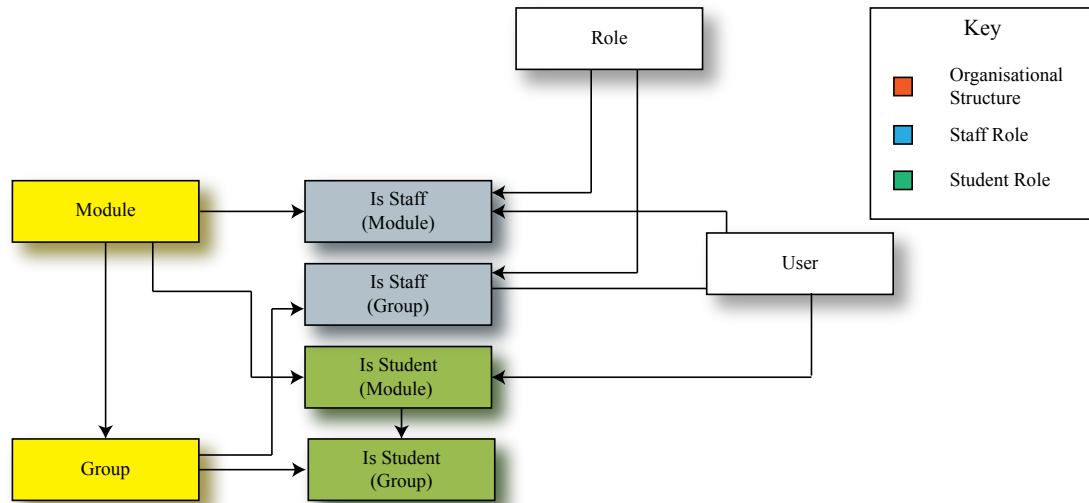 Role
Key
Organisational
Structure
Staff Role
Student Role
Module
Is Staff
(Module)
User
Is Staff
(Group)
Is Student
(Module)
Group
Is Student
(Group)